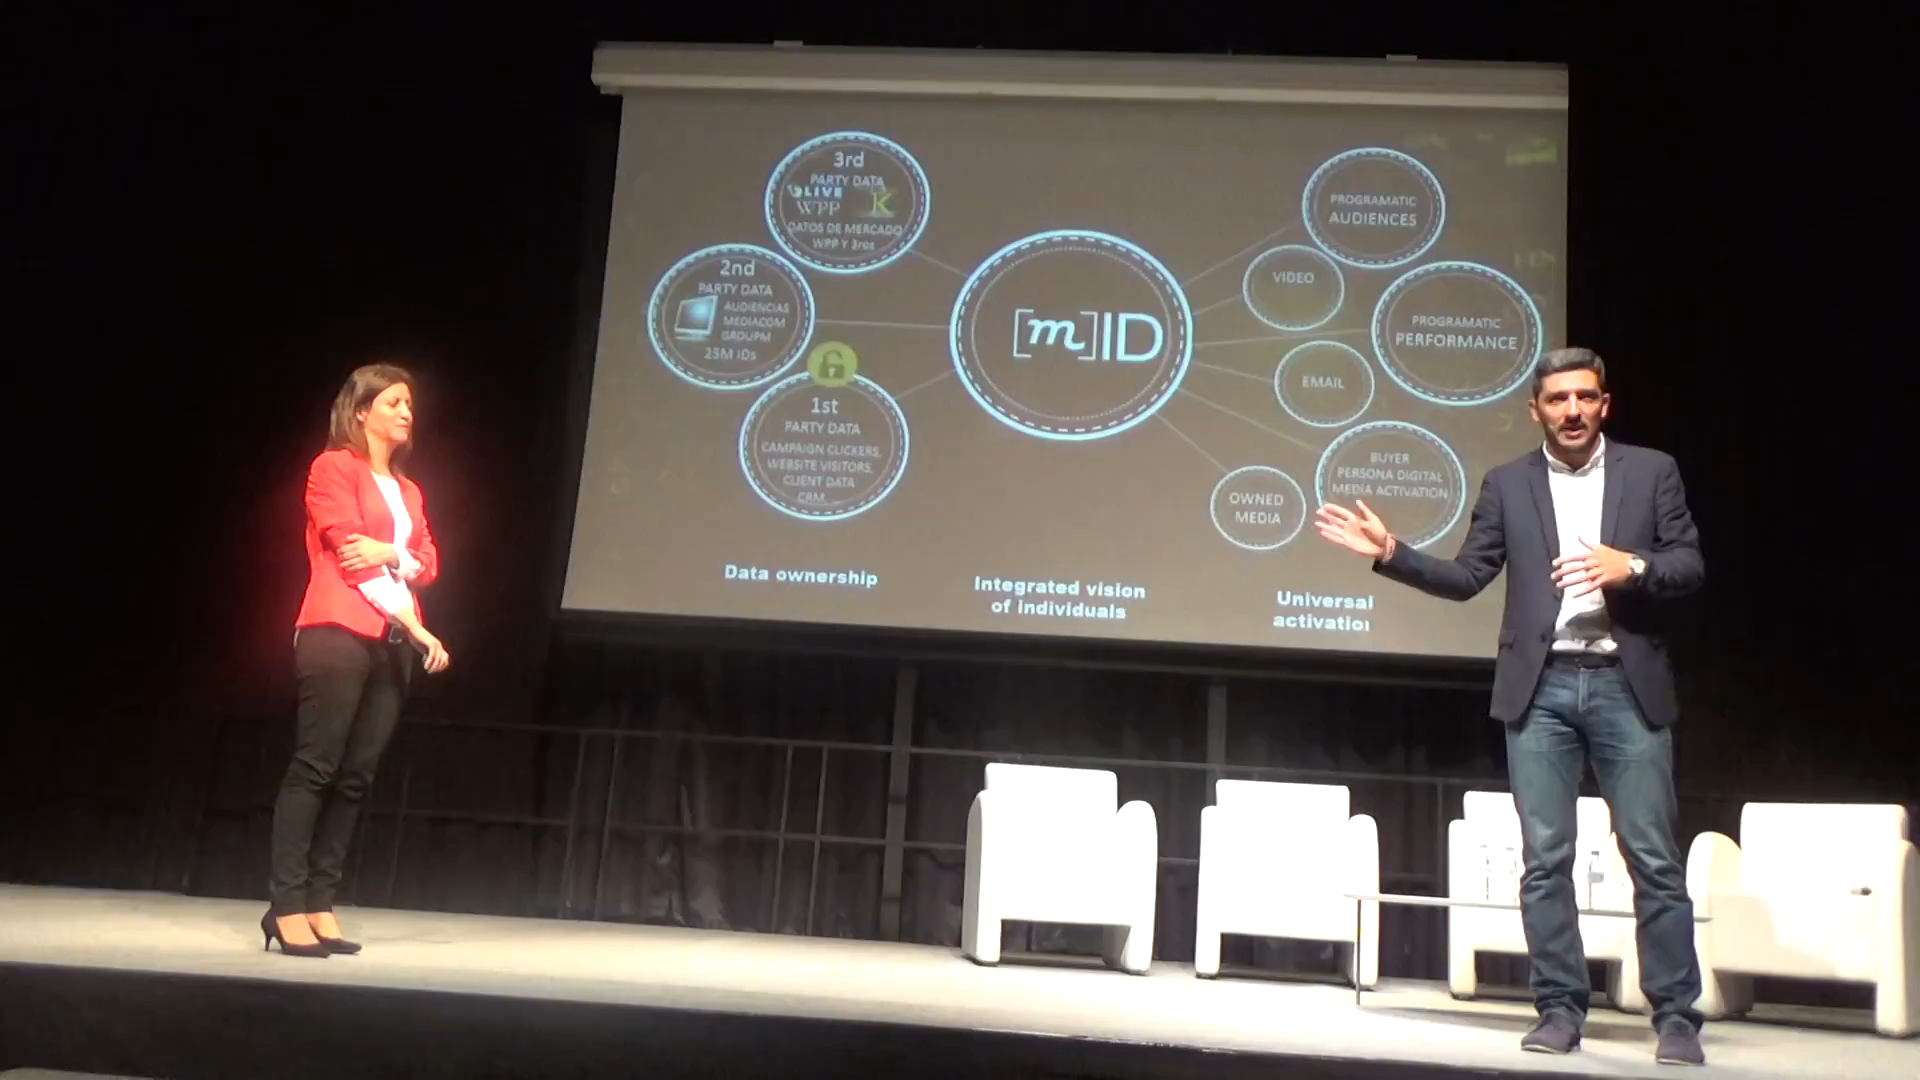 3rd
PARTY DATA
LIVE
WPP
K
DATOS DE MERCADO
WPP Y 3ros
2nd
PARTY DATA
AUDIENCIAS
MEDIACOM
GROUPM
25M IDs
1st
PARTY DATA
CAMPAIGN CLICKERS,
WEBSITE VISITORS,
CLIENT DATA
CRM
Data ownership
[m]ID
Integrated vision
of individuals
PROGRAMATIC
AUDIENCES
VIDEO
PROGRAMATIC
PERFORMANCE
EMAIL
BUYER
PERSONA DIGITAL
MEDIA ACTIVATION
OWNED
MEDIA
Universal
activation